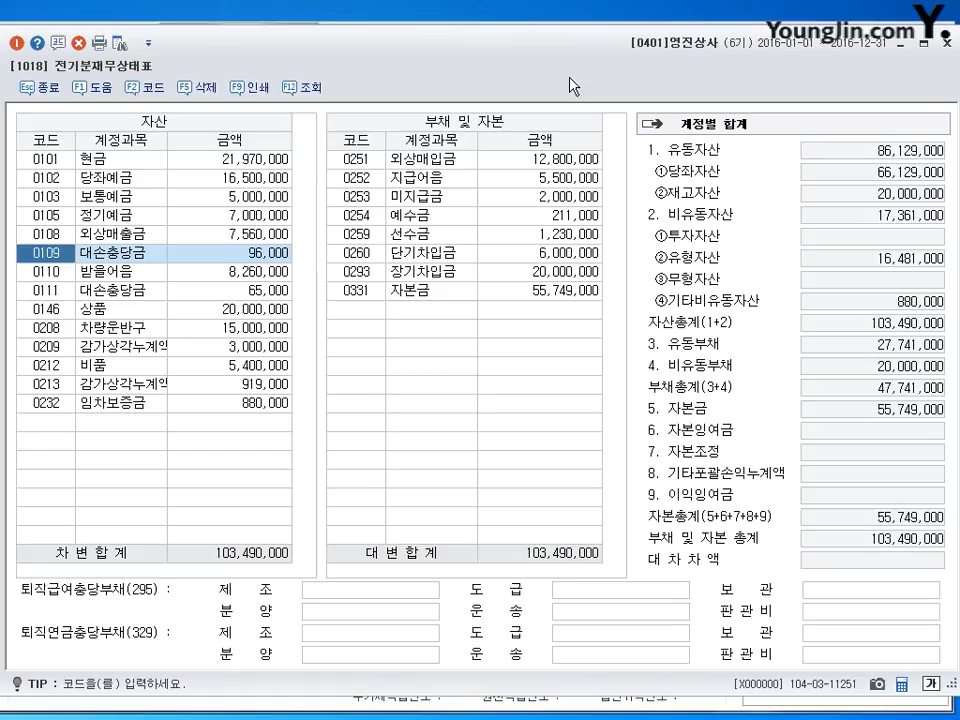 YoungJin.com Y.
[0401]영진상사 (6기) 2016-01-01 ~ 2016-12-31
[1018] 전기분재무상태표
Esc 종료 F1 도움 F2 코드 F5 삭제 F9 인쇄 F12 조회
자산
코드 계정과목 금액
0101 현금 21,970,000
0102 당좌예금 16,500,000
0103 보통예금 5,000,000
0105 정기예금 7,000,000
0108 외상매출금 7,560,000
0109 대손충당금 96,000
0110 받을어음 8,260,000
0111 대손충당금 65,000
0146 상품 20,000,000
0208 차량운반구 15,000,000
0209 감가상각누계액 3,000,000
0212 비품 5,400,000
0213 감가상각누계액 919,000
0232 임차보증금 880,000
차 변 합 계 103,490,000
부채 및 자본
코드 계정과목 금액
0251 외상매입금 12,800,000
0252 지급어음 5,500,000
0253 미지급금 2,000,000
0254 예수금 211,000
0259 선수금 1,230,000
0260 단기차입금 6,000,000
0293 장기차입금 20,000,000
0331 자본금 55,749,000
대 변 합 계 103,490,000
계정별 합계
1. 유동자산 86,129,000
①당좌자산 66,129,000
②재고자산 20,000,000
2. 비유동자산 17,361,000
①투자자산
②유형자산 16,481,000
③무형자산
④기타비유동자산 880,000
자산총계(1+2) 103,490,000
3. 유동부채 27,741,000
4. 비유동부채 20,000,000
부채총계(3+4) 47,741,000
5. 자본금 55,749,000
6. 자본잉여금
7. 자본조정
8. 기타포괄손익누계액
9. 이익잉여금
자본총계(5+6+7+8+9) 55,749,000
부채 및 자본 총계 103,490,000
대 차 차 액
퇴직급여충당부채(295) : 제 조 도 급 보 관
분 양 운 송 판 관 비
퇴직연금충당부채(329) : 제 조 도 급 보 관
분 양 운 송 판 관 비
TIP : 코드을(를) 입력하세요.
[X000000] 104-03-11251 가